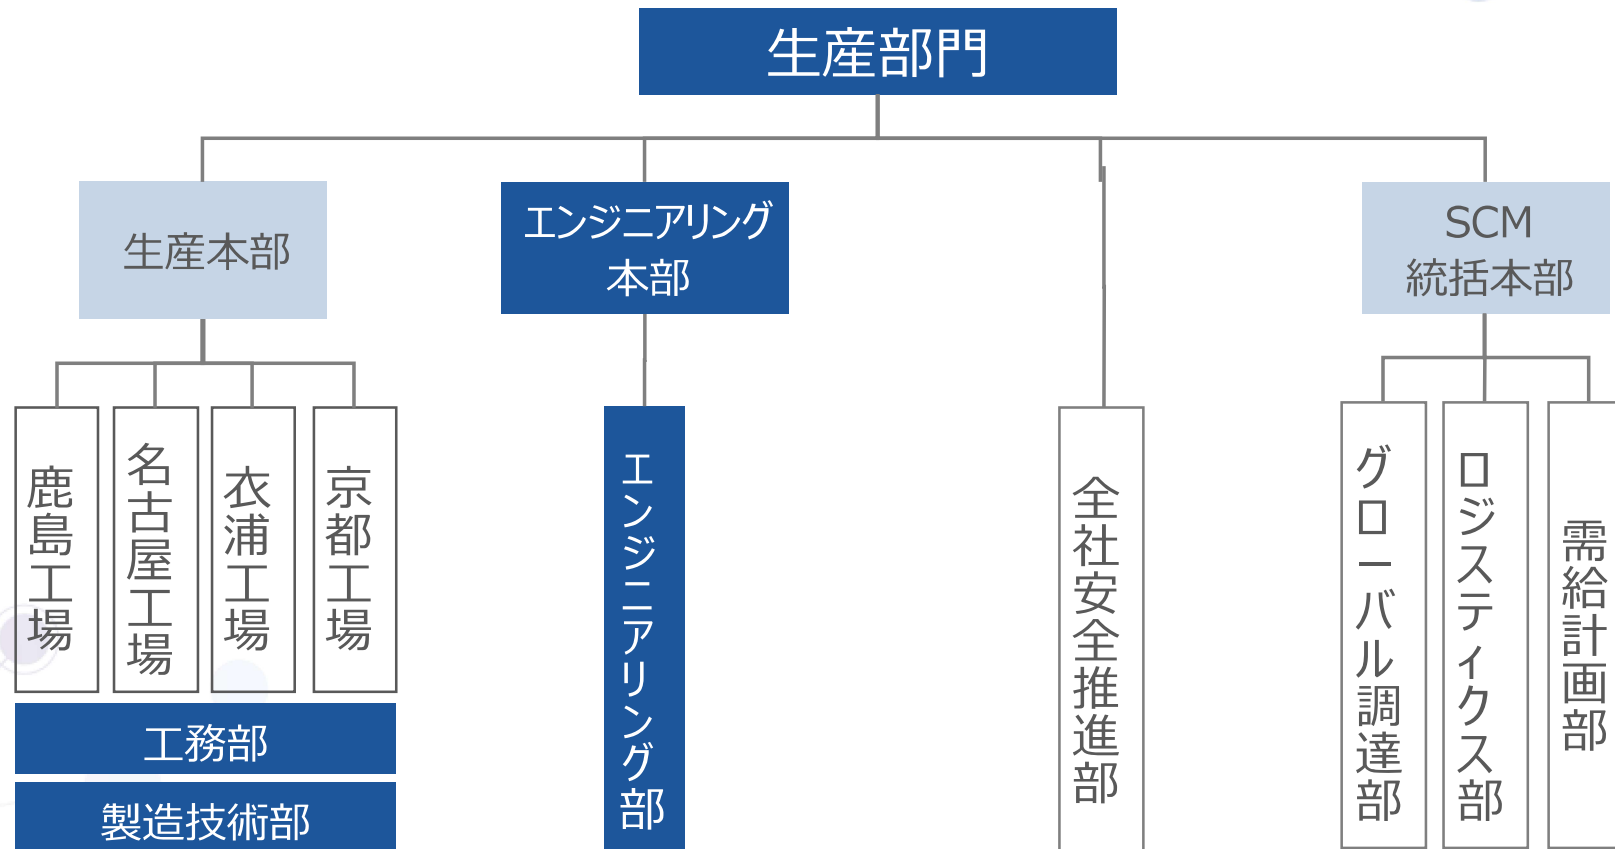 生産部門
生産本部
エンジニアリング
本部
SCM
統括本部
鹿島工場
名古屋工場
衣浦工場
京都工場
エンジニアリング部
全社安全推進部
グローバル調達部
ロジスティクス部
需給計画部
工務部
製造技術部